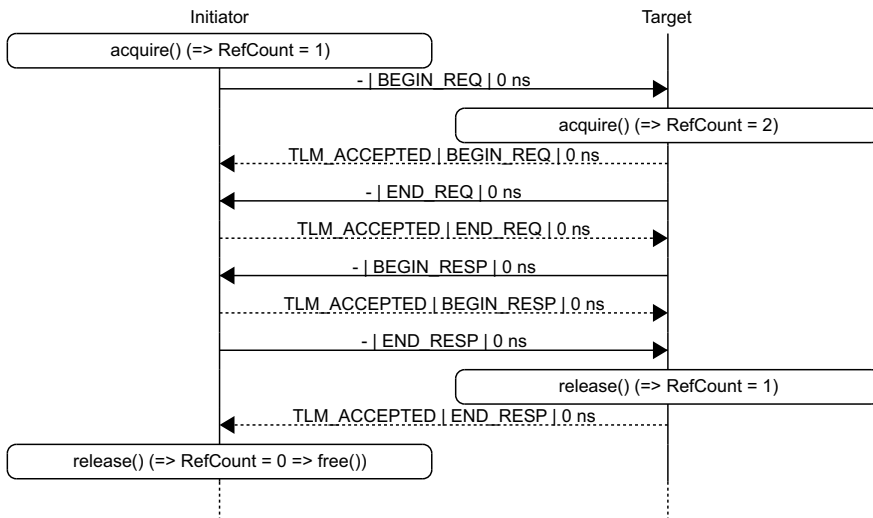 Initiator
Target
acquire() (=> RefCount = 1)
- | BEGIN_REQ | 0 ns
acquire() (=> RefCount = 2)
TLM_ACCEPTED | BEGIN_REQ | 0 ns
- | END_REQ | 0 ns
TLM_ACCEPTED | END_REQ | 0 ns
- | BEGIN_RESP | 0 ns
TLM_ACCEPTED | BEGIN_RESP | 0 ns
- | END_RESP | 0 ns
release() (=> RefCount = 1)
TLM_ACCEPTED | END_RESP | 0 ns
release() (=> RefCount = 0 => free())